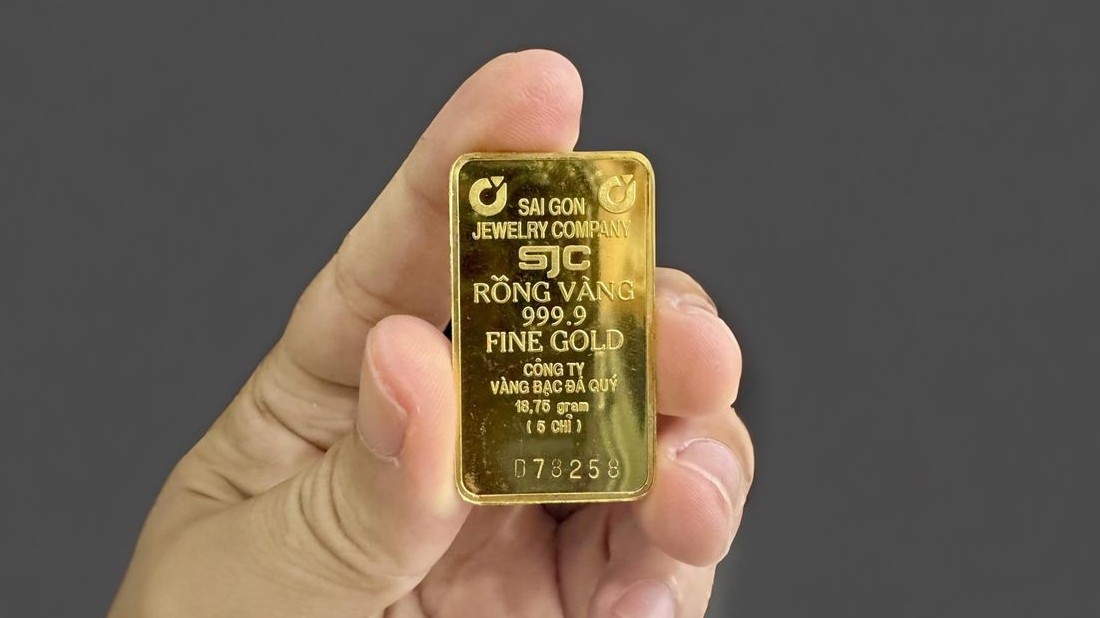 SAI GON
JEWELRY COMPANY
SJC
RỒNG VÀNG
999.9
FINE GOLD
CÔNG TY
VÀNG BẠC ĐÁ QUÝ
18,75 gram
( 5 CHỈ )
D78258